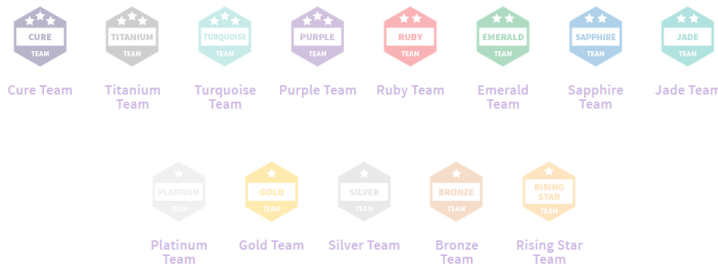 CURE
TEAM
TITANIUM
TEAM
TURQUOISE
TEAM
PURPLE
TEAM
RUBY
TEAM
EMERALD
TEAM
SAPPHIRE
TEAM
JADE
TEAM
Cure Team
Titanium
Team
Turquoise
Team
Purple Team
Ruby Team
Emerald
Team
Sapphire
Team
Jade Team
PLATINUM
TEAM
GOLD
TEAM
SILVER
TEAM
BRONZE
TEAM
RISING
STAR
TEAM
Platinum
Team
Gold Team
Silver Team
Bronze
Team
Rising Star
Team